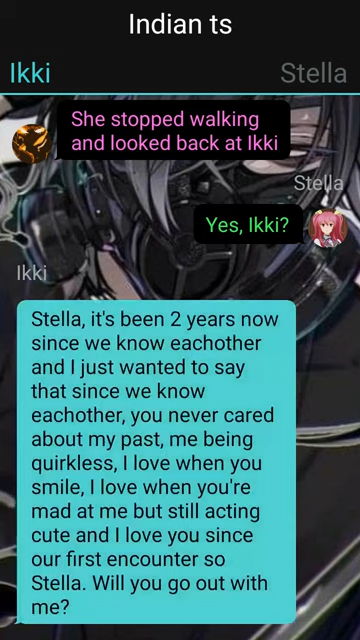 Indian ts
Ikki
Stella
She stopped walking
and looked back at Ikki
Stella
Yes, Ikki?
Ikki
Stella, it's been 2 years now
since we know eachother
and I just wanted to say
that since we know
eachother, you never cared
about my past, me being
quirkless, I love when you
smile, I love when you're
mad at me but still acting
cute and I love you since
our first encounter so
Stella. Will you go out with
me?